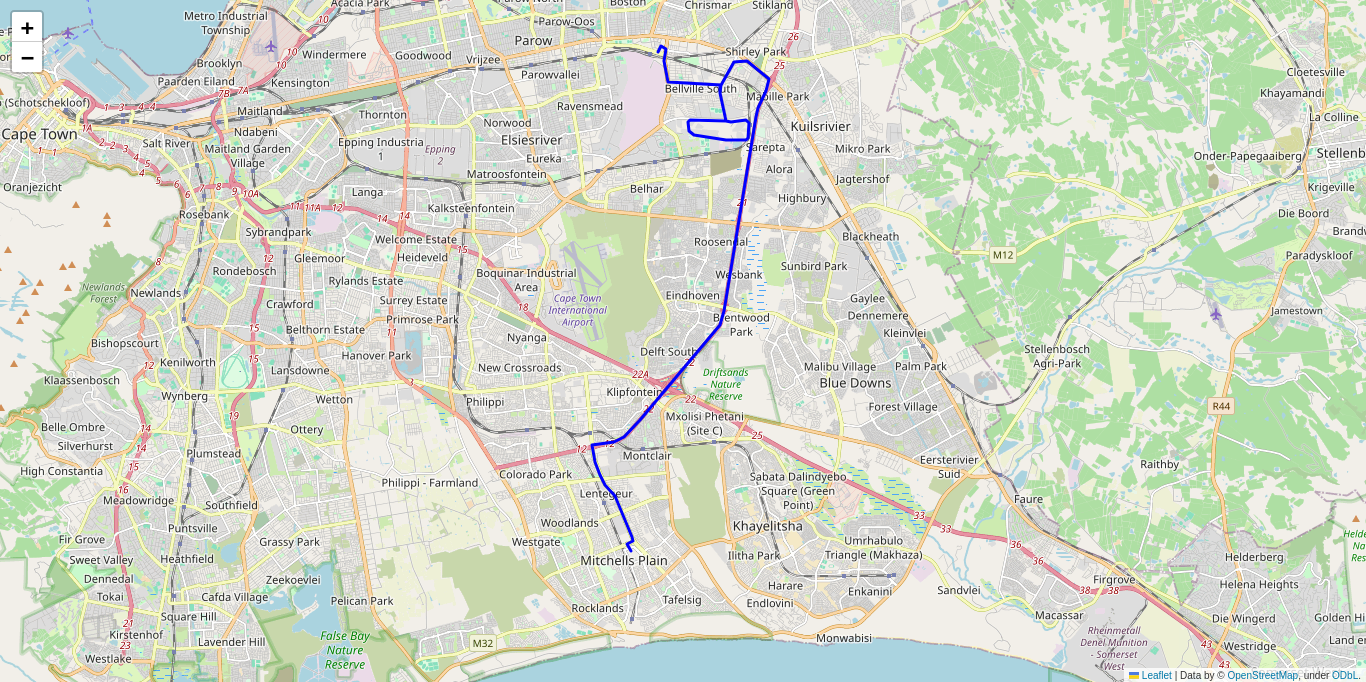 Acacia Park
Parow North
Boston
Chrismar
Stikland
Metro Industrial
Township
Parow-Oos
Parow
Shirley Park
Windermere
Goodwood
Vrijzee
Brooklyn
Parowvallei
Paarden Eiland
Kensington
Bellville South
Mabille Park
Cloetesville
Khayamandi
(Schotschekloof)
Maitland
Thornton
Ravensmead
Norwood
Kuilsrivier
La Colline
Cape Town
Ndabeni
Salt River
Maitland Garden
Village
Epping Industria
1
Epping
2
Elsiesrivier
Eureka
Sarepta
Mikro Park
Onder-Papegaaiberg
Stellenb
Matroosfontein
Alora
Jagtershof
Oranjezicht
Langa
Belhar
Highbury
Krigeville
Rosebank
Kalksteenfontein
Die Boord
Sybrandpark
Welcome Estate
Roosendal
Blackheath
Brandw
Gleemoor
Heideveld
M12
Paradyskloof
Rondebosch
Rylands Estate
Boquinar Industrial
Area
Wesbank
Sunbird Park
Newlands
Forest
Newlands
Crawford
Surrey Estate
Cape Town
International
Airport
Eindhoven
Gaylee
Dennemere
Jamestown
Primrose Park
Brentwood
Park
Belthorn Estate
Nyanga
Kleinvlei
Bishopscourt
Hanover Park
Delft South
Stellenbosch
Agri-Park
Kenilworth
Lansdowne
New Crossroads
Malibu Village
Palm Park
Klaassenbosch
Driftsands
Nature
Reserve
Blue Downs
Wynberg
Wetton
Philippi
Klipfontein
Forest Village
R44
Belle Ombre
Ottery
Mxolisi Phetani
(Site C)
Silverhurst
Plumstead
Montclair
Eersterivier
Suid
High Constantia
Colorado Park
Raithby
Philippi - Farmland
Sabata Dalindyebo
Square (Green
Point)
Meadowridge
Southfield
Lentegeur
Faure
Puntsville
Woodlands
Khayelitsha
Fir Grove
Grassy Park
Westgate
Umrhabulo
Triangle (Makhaza)
Sweet Valley
Heathfield
Mitchells Plain
Ilitha Park
Helderberg
Dennedal
Zeekoevlei
Harare
Enkanini
Firgrove
Helena Heights
Tokai
Cafda Village
Pelican Park
Rocklands
Tafelsig
Endlovini
Sandvlei
Square Hill
Macassar
Die Wingerd
Golden Hi
Kirstenhof
Lavender Hill
False Bay
Nature
Reserve
M32
Monwabisi
Rheinmetall
Denel Munition
- Somerset
West
Land en
Westlake
Westridge
Leaflet | Data by © OpenStreetMap, under ODbL.